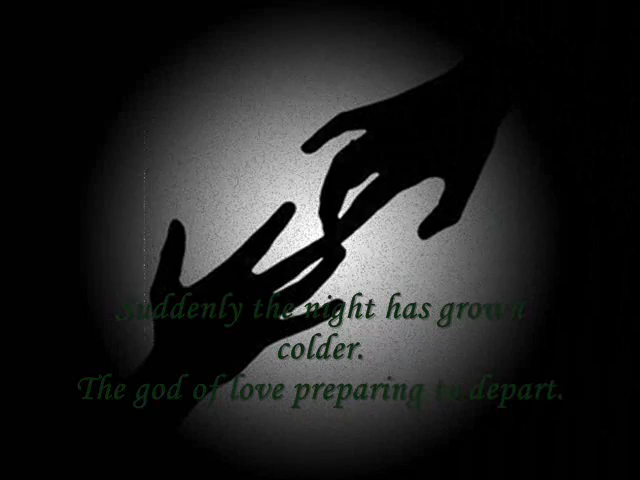 Suddenly the night has grown
colder.
The god of love preparing to depart.